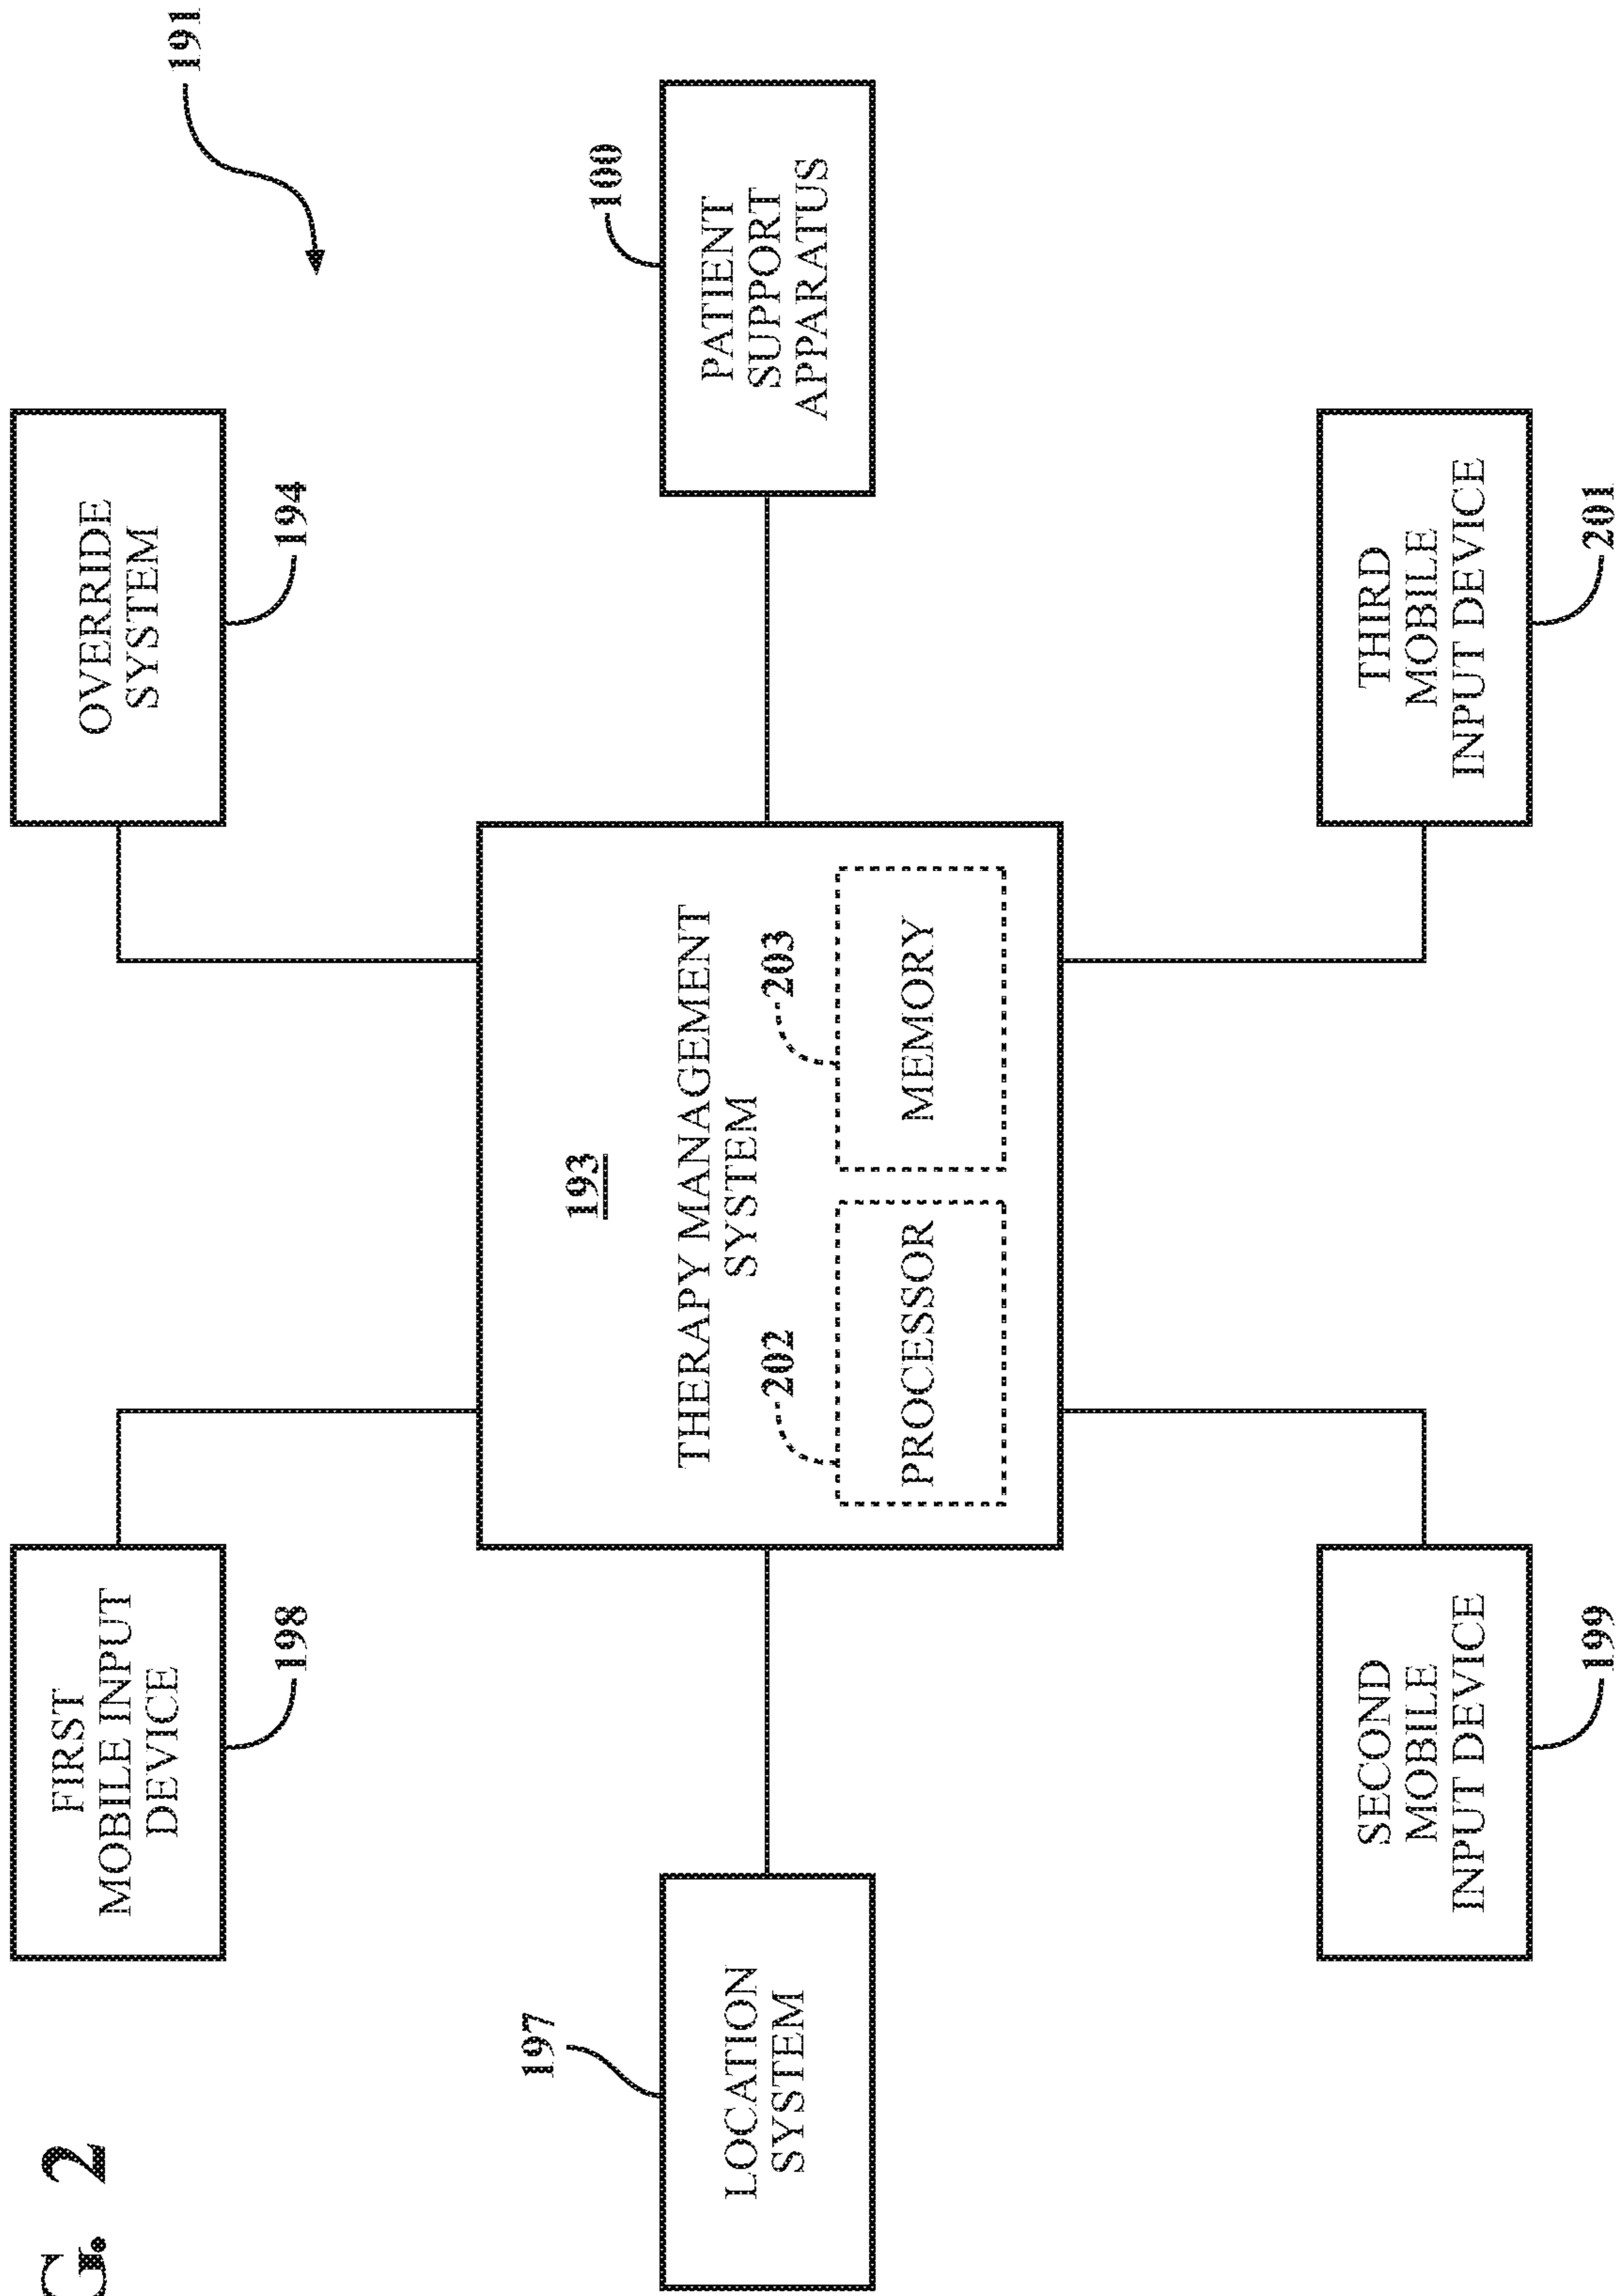 G. 2
FIRST
MOBILE INPUT
DEVICE
198
OVERRIDE
SYSTEM
194
191
197
LOCATION
SYSTEM
193
THERAPY MANAGEMENT
SYSTEM
202
PROCESSOR
203
MEMORY
100
PATIENT
SUPPORT
APPARATUS
SECOND
MOBILE
INPUT DEVICE
199
THIRD
MOBILE
INPUT DEVICE
201